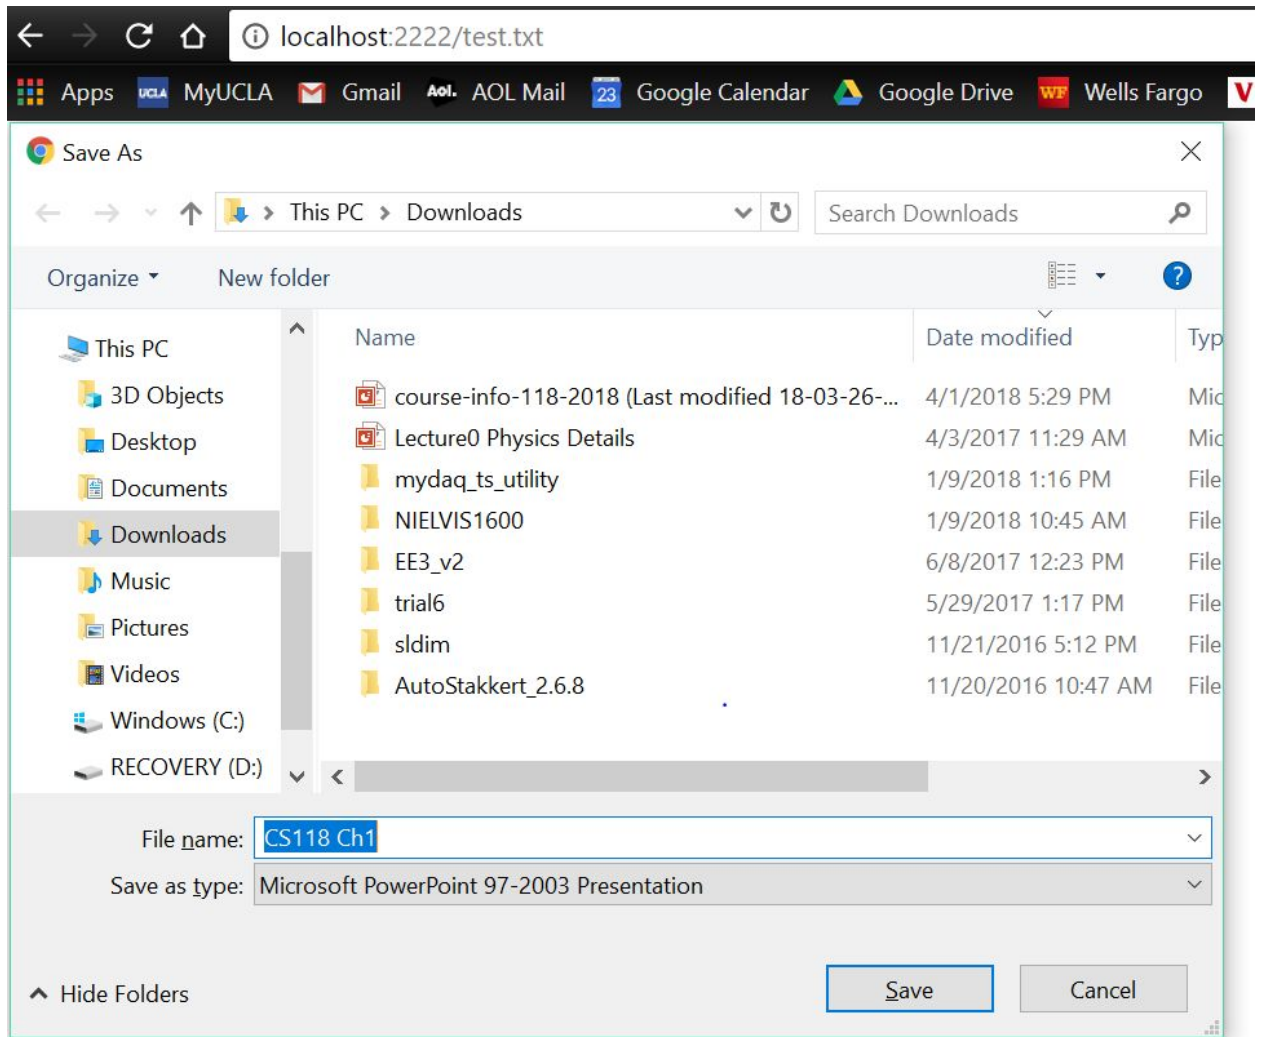 localhost:2222/test.txt
Apps UCLA MyUCLA Gmail Aol. AOL Mail 23 Google Calendar Google Drive WF Wells Fargo V
Save As
This PC > Downloads
Search Downloads
Organize New folder ?
Name Date modified Typ
This PC
3D Objects
Desktop
Documents
Downloads
Music
Pictures
Videos
Windows (C:)
RECOVERY (D:)
course-info-118-2018 (Last modified 18-03-26-... 4/1/2018 5:29 PM Mic
Lecture0 Physics Details 4/3/2017 11:29 AM Mic
mydaq_ts_utility 1/9/2018 1:16 PM File
NIELVIS1600 1/9/2018 10:45 AM File
EE3_v2 6/8/2017 12:23 PM File
trial6 5/29/2017 1:17 PM File
sldim 11/21/2016 5:12 PM File
AutoStakkert_2.6.8 11/20/2016 10:47 AM File
File name: CS118 Ch1
Save as type: Microsoft PowerPoint 97-2003 Presentation
Hide Folders Save Cancel